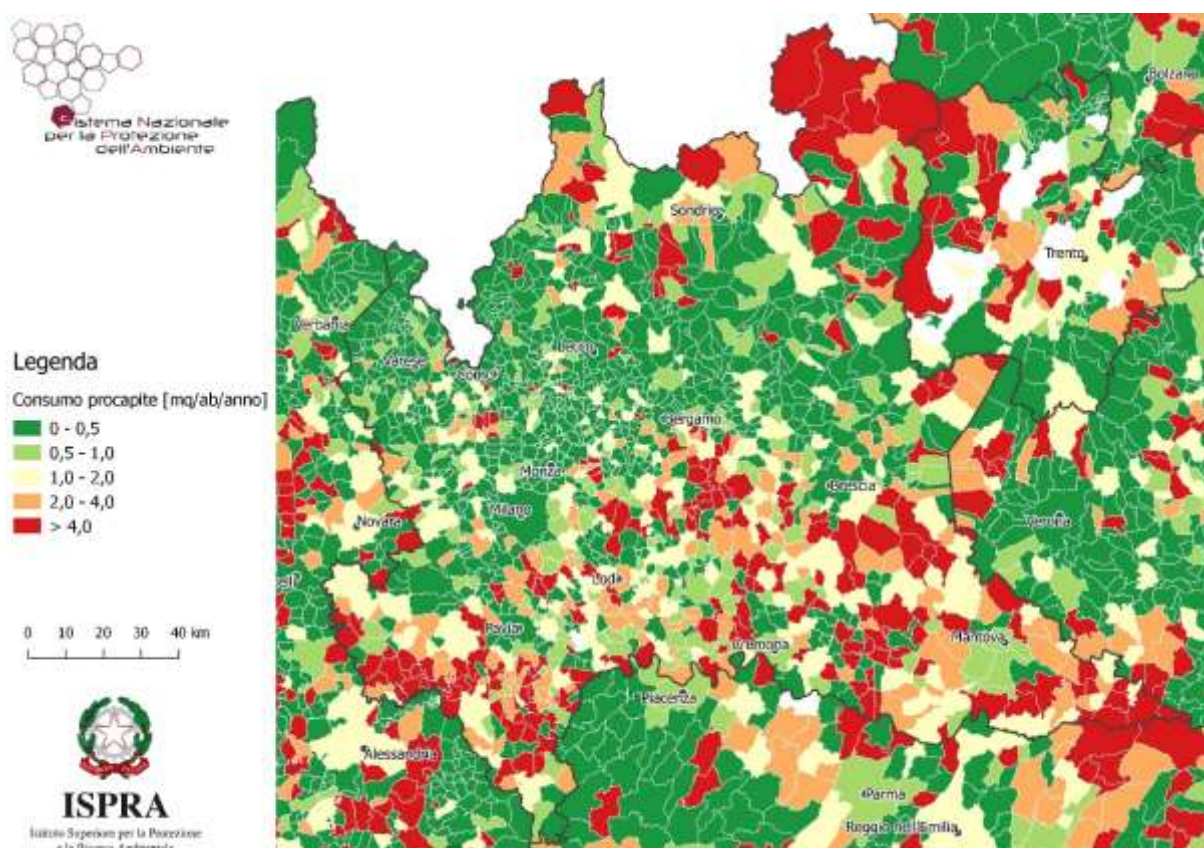 Sistema Nazionale
per la Protezione
dell'Ambiente
Legenda
Consumo procapite [mq/ab/anno]
0 - 0,5
0,5 - 1,0
1,0 - 2,0
2,0 - 4,0
> 4,0
0 10 20 30 40 km
ISPRA
Istituto Superiore per la Protezione
e la Ricerca Ambientale
Bolzano
Sondrio
Trento
Verbania
Varese
Lecco
Como
Bergamo
Monza
Brescia
Milano
Novara
Verona
Lodi
Pavia
Cremona
Mantova
Piacenza
Alessandria
Parma
Reggio nell'Emilia